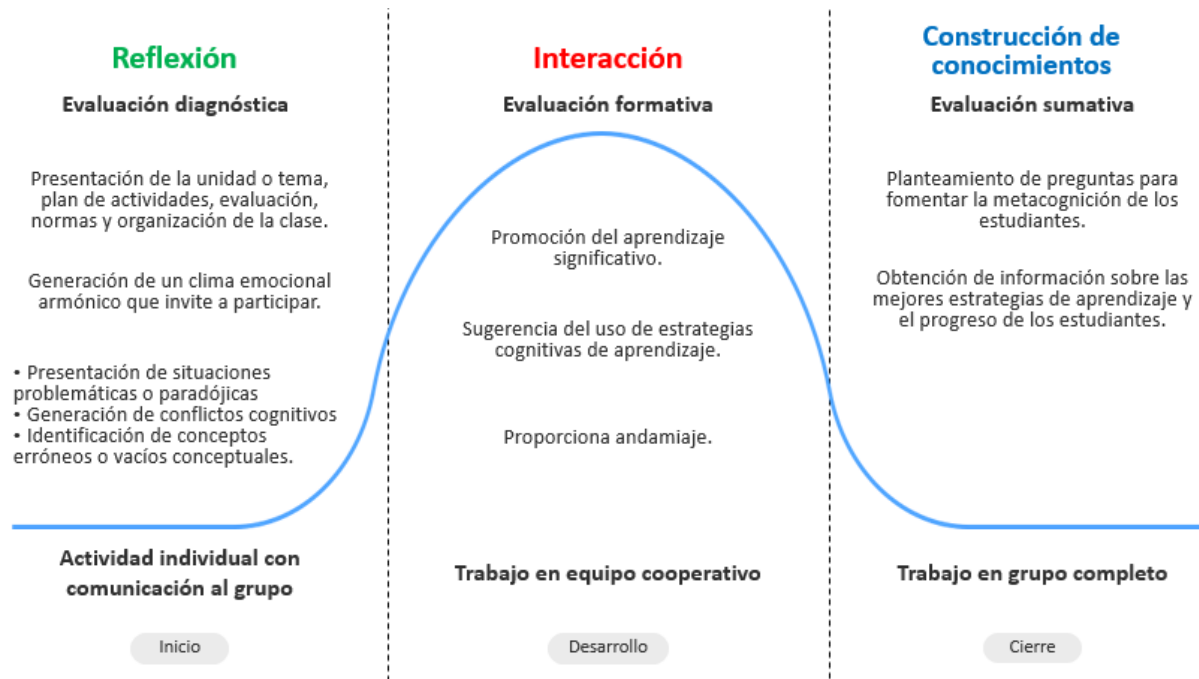 Reflexión
Evaluación diagnóstica
Presentación de la unidad o tema,
plan de actividades, evaluación,
normas y organización de la clase.
Generación de un clima emocional
armónico que invite a participar.
• Presentación de situaciones
problemáticas o paradójicas
• Generación de conflictos cognitivos
• Identificación de conceptos
erróneos o vacíos conceptuales.
Actividad individual con
comunicación al grupo
Inicio
Interacción
Evaluación formativa
Promoción del aprendizaje
significativo.
Sugerencia del uso de estrategias
cognitivas de aprendizaje.
Proporciona andamiaje.
Trabajo en equipo cooperativo
Desarrollo
Construcción de
conocimientos
Evaluación sumativa
Planteamiento de preguntas para
fomentar la metacognición de los
estudiantes.
Obtención de información sobre las
mejores estrategias de aprendizaje y
el progreso de los estudiantes.
Trabajo en grupo completo
Cierre